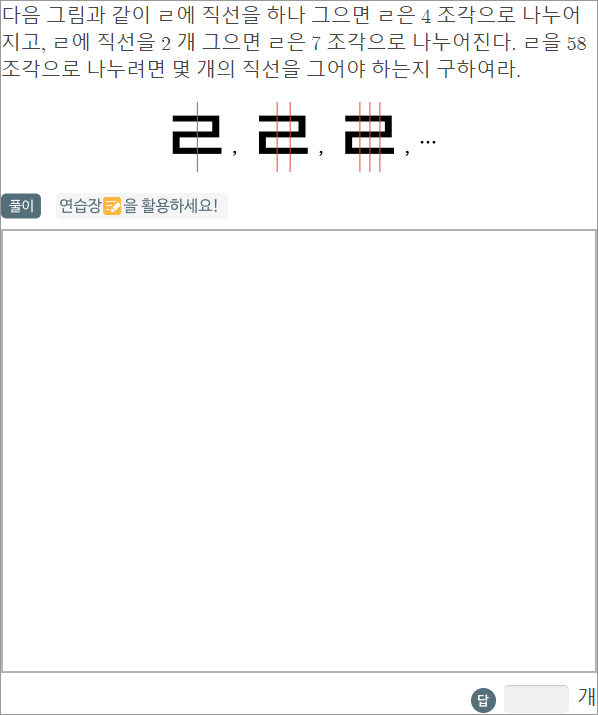 다음 그림과 같이 ㄹ에 직선을 하나 그으면 ㄹ은 4 조각으로 나누어
지고, ㄹ에 직선을 2 개 그으면 ㄹ은 7 조각으로 나누어진다. ㄹ을 58
조각으로 나누려면 몇 개의 직선을 그어야 하는지 구하여라.
ㄹ, ㄹ, ㄹ, ···
풀이 연습장을 활용하세요!
답 개